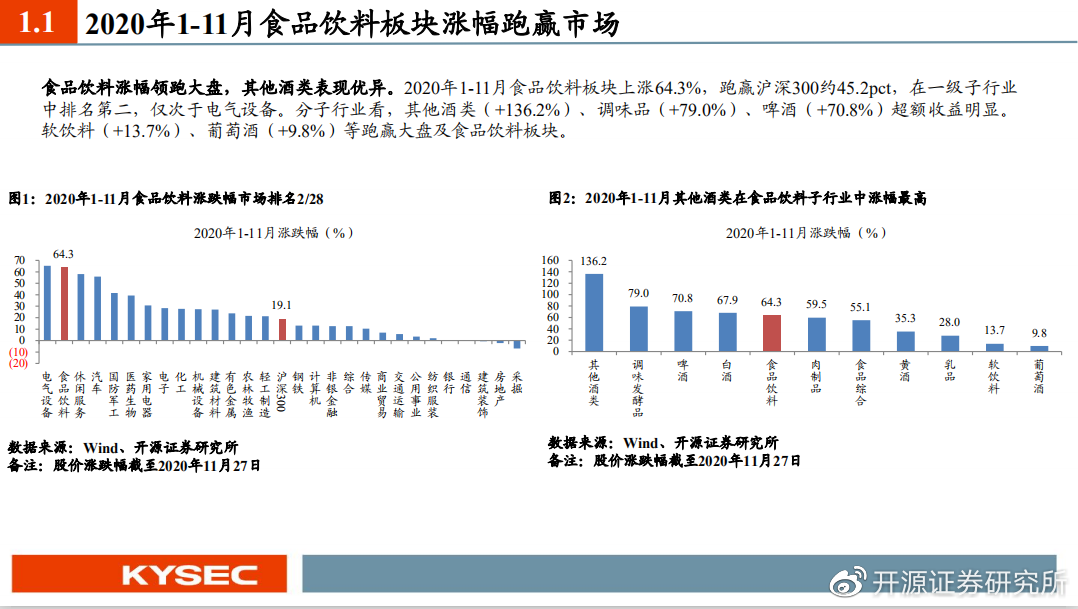 1.1
2020年1-11月食品饮料板块涨幅跑赢市场
食品饮料涨幅领跑大盘，其他酒类表现优异。2020年1-11月食品饮料板块上涨64.3%，跑赢沪深300约45.2pct，在一级子行业
中排名第二，仅次于电气设备。分子行业看，其他酒类（+136.2%）、调味品（+79.0%）、啤酒（+70.8%）超额收益明显。
软饮料（+13.7%）、葡萄酒（+9.8%）等跑赢大盘及食品饮料板块。
图1：2020年1-11月食品饮料涨跌幅市场排名2/28
2020年1-11月涨跌幅（%）
70
60
50
40
30
20
10
0
(10)
(20)
64.3
19.1
电气设备
食品饮料
休闲服务
汽车
国防军工
医药生物
家用电器
电子
化工
机械设备
建筑材料
有色金属
农林牧渔
轻工制造
沪深300
钢铁
计算机
非银金融
综合
传媒
商业贸易
交通运输
公用事业
纺织服装
银行
通信
建筑装饰
房地产
采掘
数据来源：Wind、开源证券研究所
备注：股价涨跌幅截至2020年11月27日
图2：2020年1-11月其他酒类在食品饮料子行业中涨幅最高
2020年1-11月涨跌幅（%）
160
140
120
100
80
60
40
20
0
136.2
79.0
70.8
67.9
64.3
59.5
55.1
35.3
28.0
13.7
9.8
其他酒类
调味发酵品
啤酒
白酒
食品饮料
肉制品
食品综合
黄酒
乳品
软饮料
葡萄酒
数据来源：Wind、开源证券研究所
备注：股价涨跌幅截至2020年11月27日
KYSEC
开源证券研究所